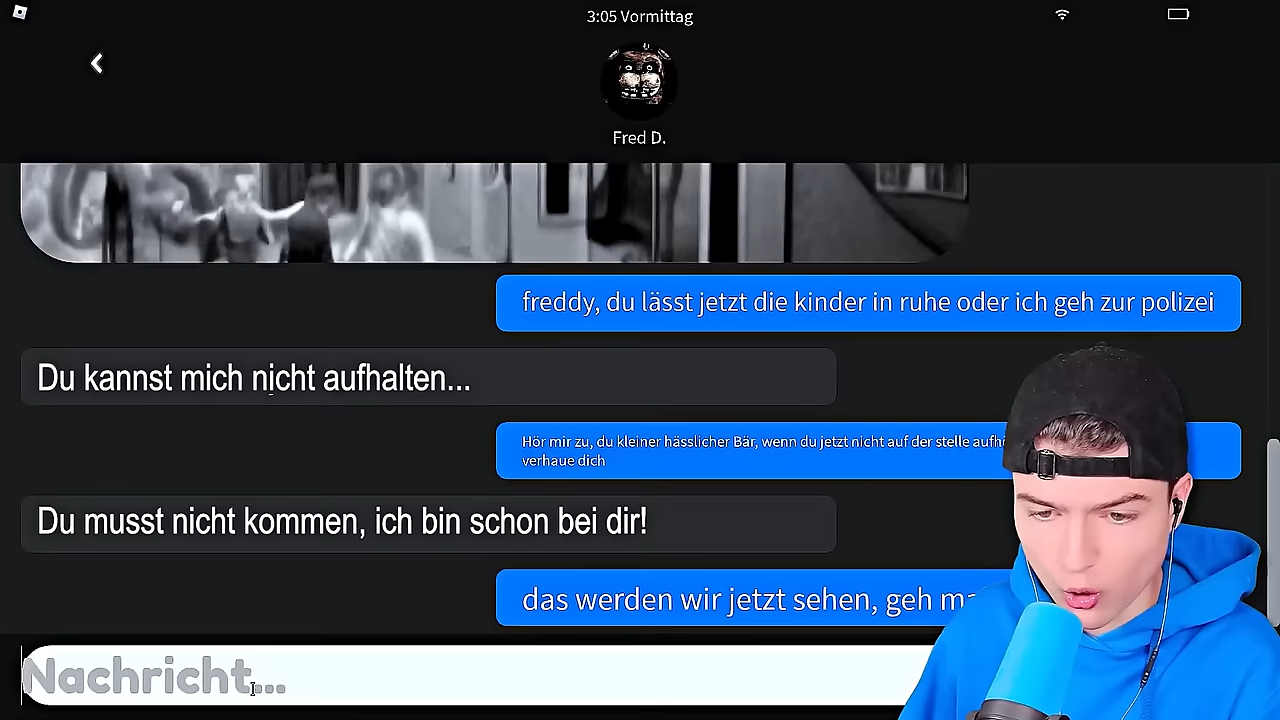 3:05 Vormittag
Fred D.
freddy, du lässt jetzt die kinder in ruhe oder ich geh zur polizei
Du kannst mich nicht aufhalten...
Hör mir zu, du kleiner hässlicher Bär, wenn du jetzt nicht auf der stelle
verhaue dich
Du musst nicht kommen, ich bin schon bei dir!
das werden wir jetzt sehen, geh
Nachricht...